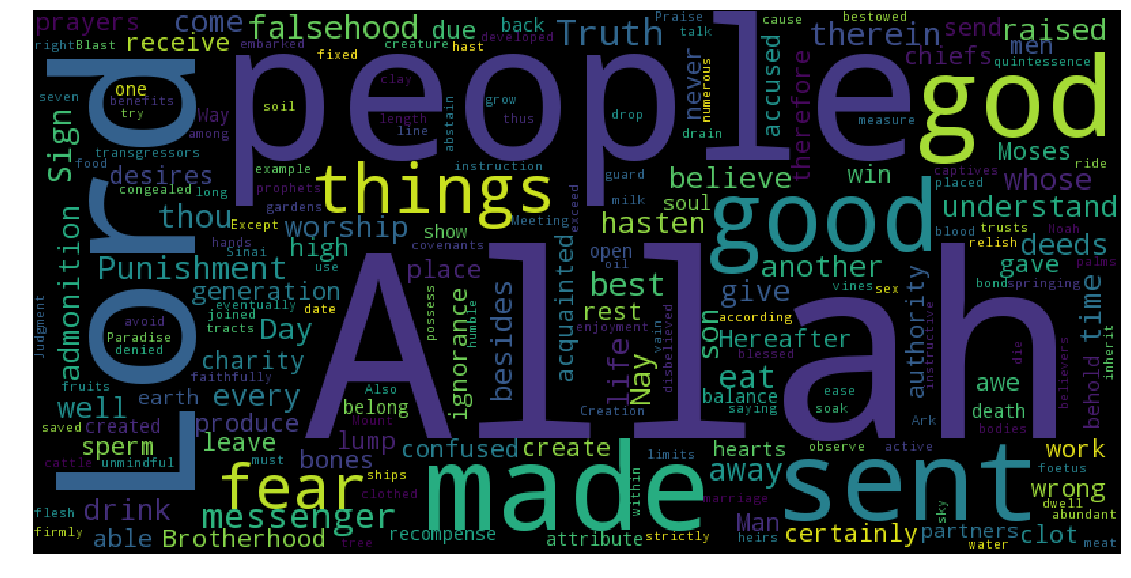 prayers
come
falsehood
due
back
Praise
talk
cause
bestowed
send
raised
rightBlast
receive
embarked
creature
developed
hast
Truth
therein
men
fixed
people
never
numerous
accused
therefore
chiefs
quintessence
god
Lord
seven
one
benefits
try
Way
among
soil
clay
length
line
thus
abstain
grow
drop
drain
measure
Moses
ride
Sign
transgressors
food
desires
congealed
long
example
prophets
gardens
things
instruction
guard
milk
believe
soul
win
captives
placed
whose
understand
thou
Except
worship
show
covenants
Meeting
exceed
hasten
good
blood
trusts
Noah
relish
deeds
admonition
hands
Sinai
high
use
place
Allah
open
oil
another
gave
palms
Punishment
generation
eventually
joined
tracts
date
possess
humble
besides
acquainted
best
rest
enjoyment
give
vines
sex
according
authority
bond
springing
time
behold
inherit
Judgment
avoid
Paradise
denied
Day
ignorance
life
vain
disbelieved
Nay
son
Hereafter
blessed
instructive
die
believers
charity
faithfully
fruits
earth
every
Also
belong
Creation
eat
balance
saying
ease
soak
awe
death
bodies
well
saved
created
produce
Mount
Ark
sperm
leave
lump
confused
create
limits
hearts
observe
active
work
cattle
unmindful
bones
must
ships
clothed
fear
made
within
away
marriage
sent
foetus
wrong
dwell
abundant
flesh
drink
messenger
firmly
able
Brotherhood
tree
recompense
attribute
strictly
Man
heirs
sky
certainly
partners
water
clot
meat